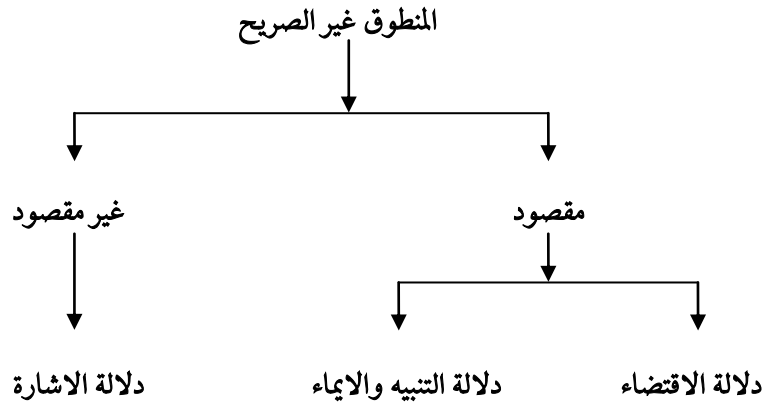 المنطوق غير الصريح
مقصود
غير مقصود
دلالة الاقتضاء
دلالة التنبيه والايماء
دلالة الاشارة